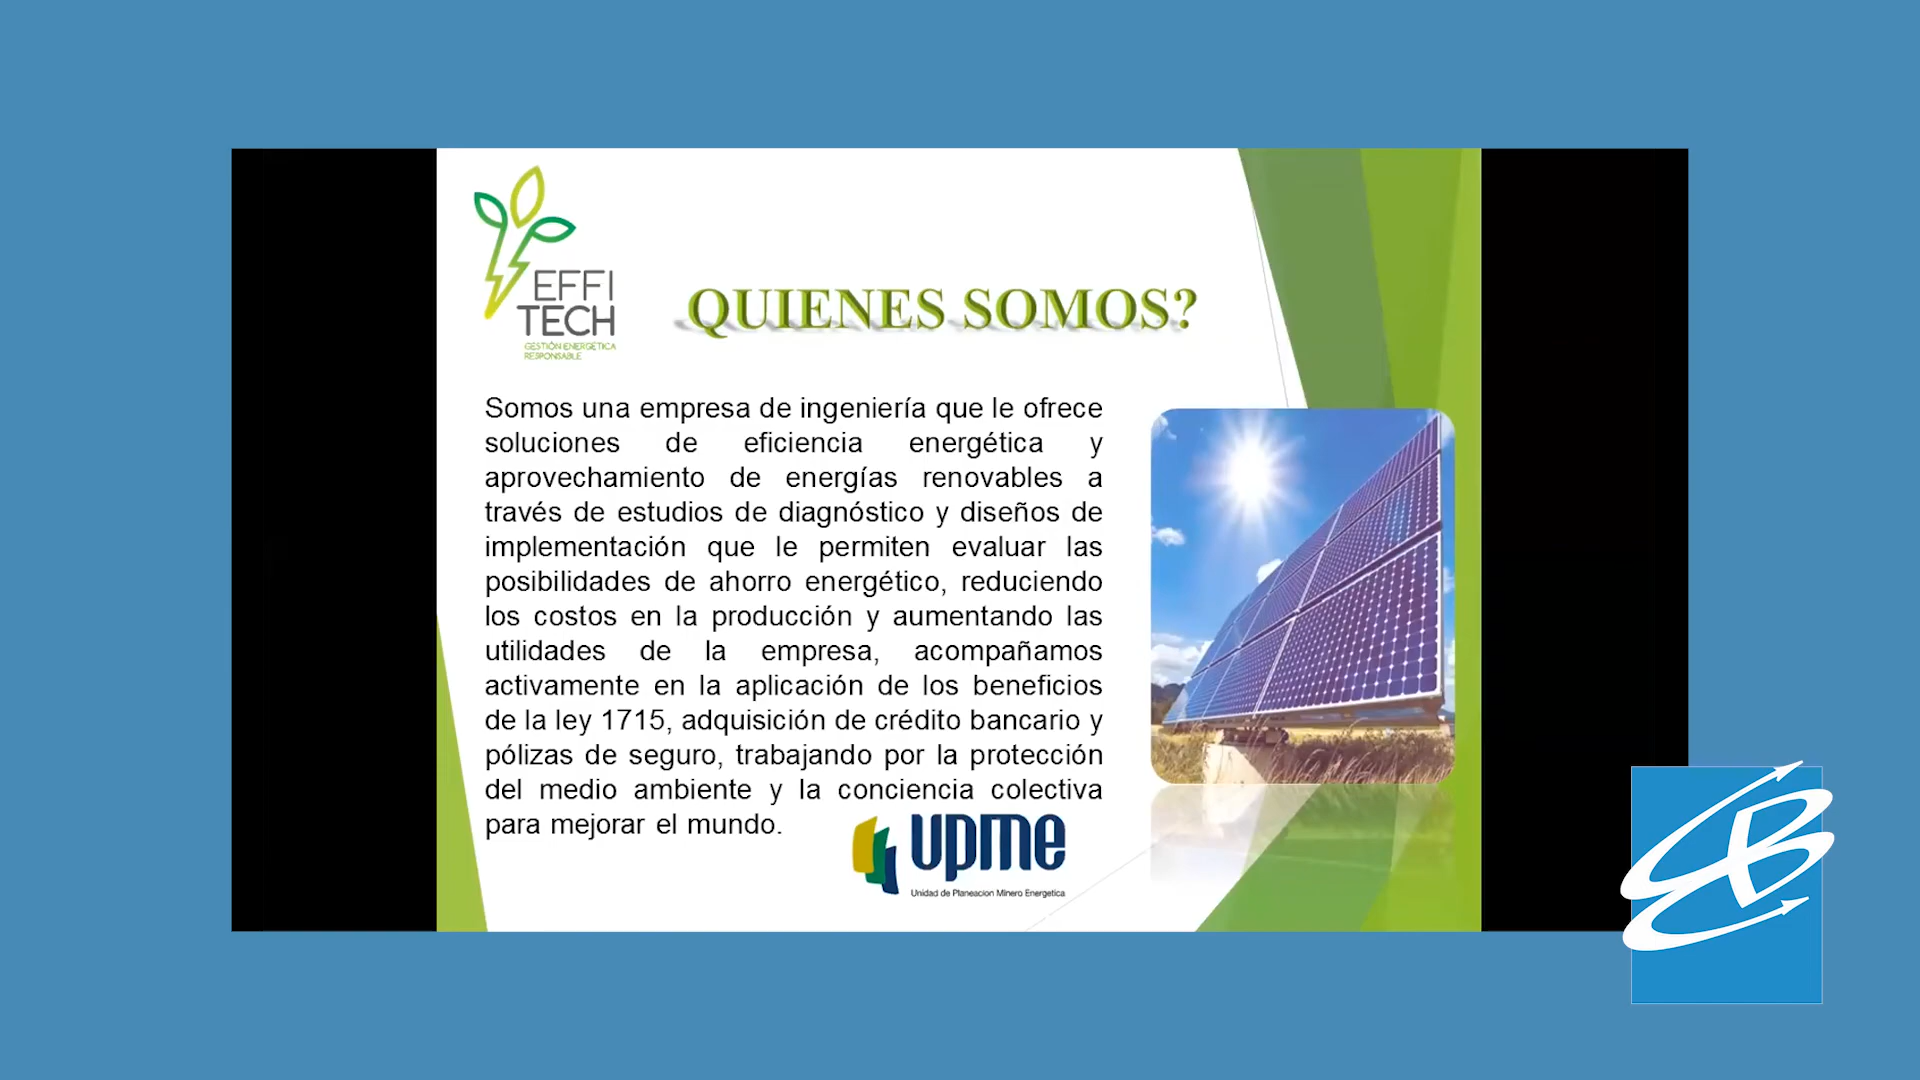 EFFI
TECH
GESTIÓN ENERGÉTICA
RESPONSABLE
QUIENES SOMOS?
Somos una empresa de ingeniería que le ofrece
soluciones de eficiencia energética y
aprovechamiento de energías renovables a
través de estudios de diagnóstico y diseños de
implementación que le permiten evaluar las
posibilidades de ahorro energético, reduciendo
los costos en la producción y aumentando las
utilidades de la empresa, acompañamos
activamente en la aplicación de los beneficios
de la ley 1715, adquisición de crédito bancario y
pólizas de seguro, trabajando por la protección
del medio ambiente y la conciencia colectiva
para mejorar el mundo.
upme
Unidad de Planeacion Minero Energetica